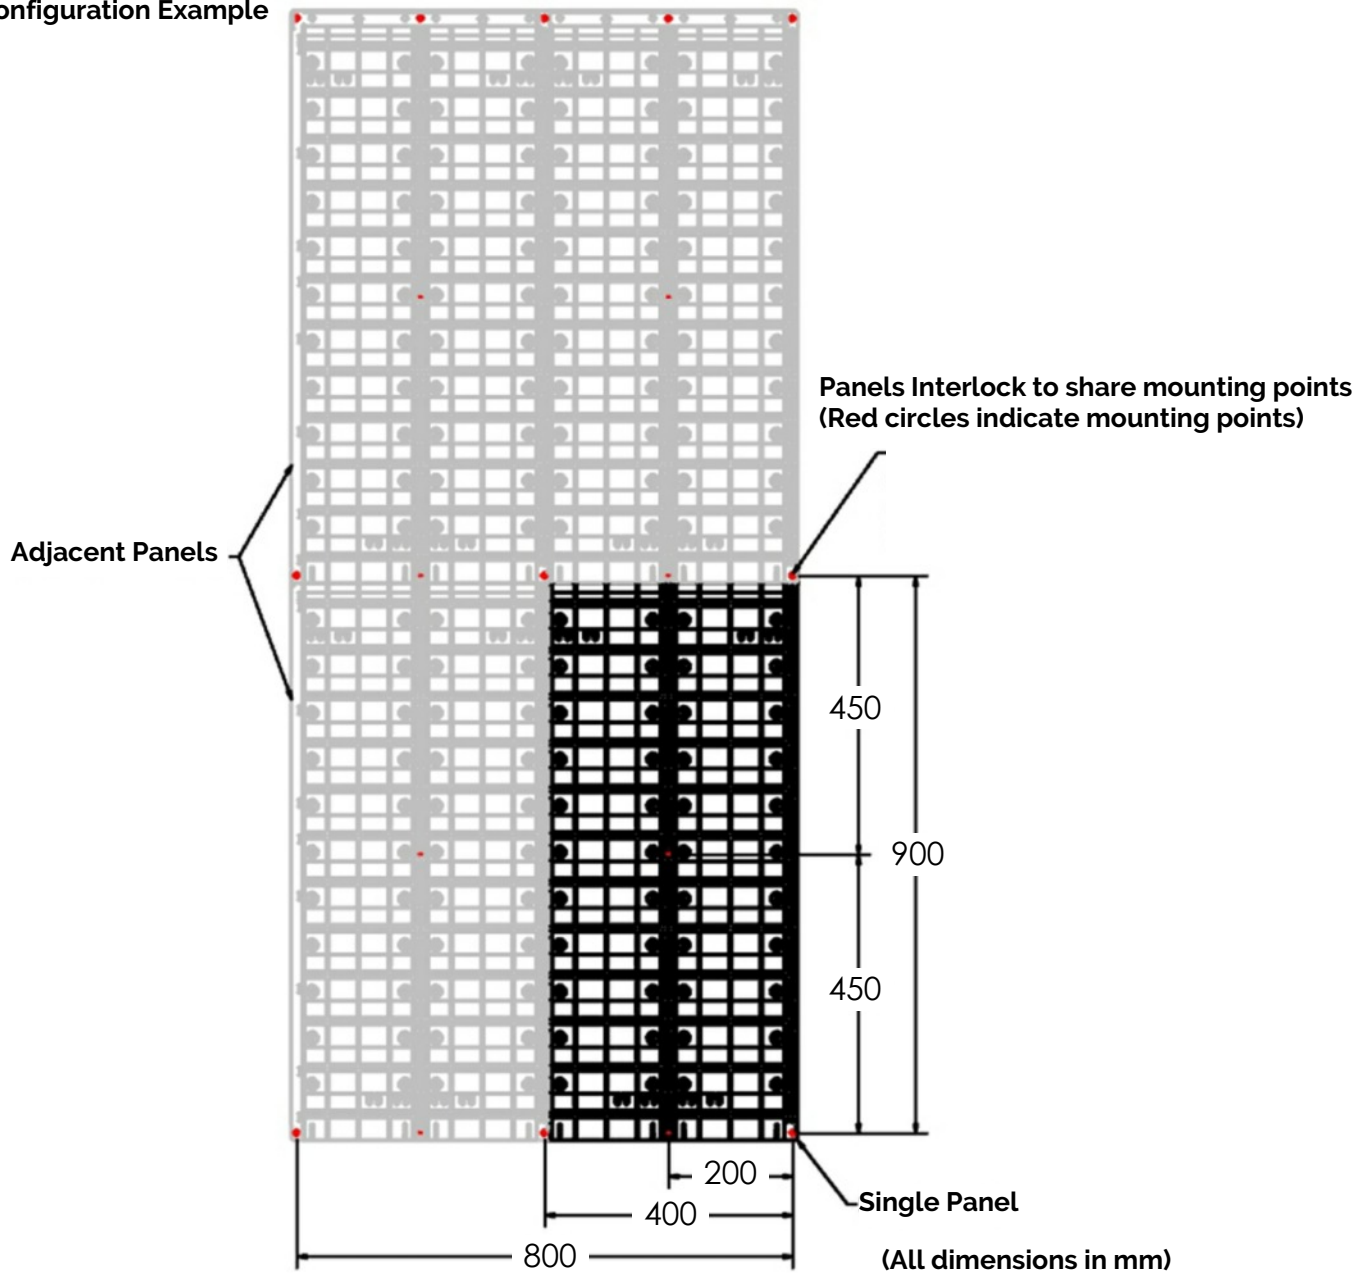 onfiguration Example
Panels Interlock to share mounting points
(Red circles indicate mounting points)
Adjacent Panels
450
900
450
200
Single Panel
400
800
(All dimensions in mm)